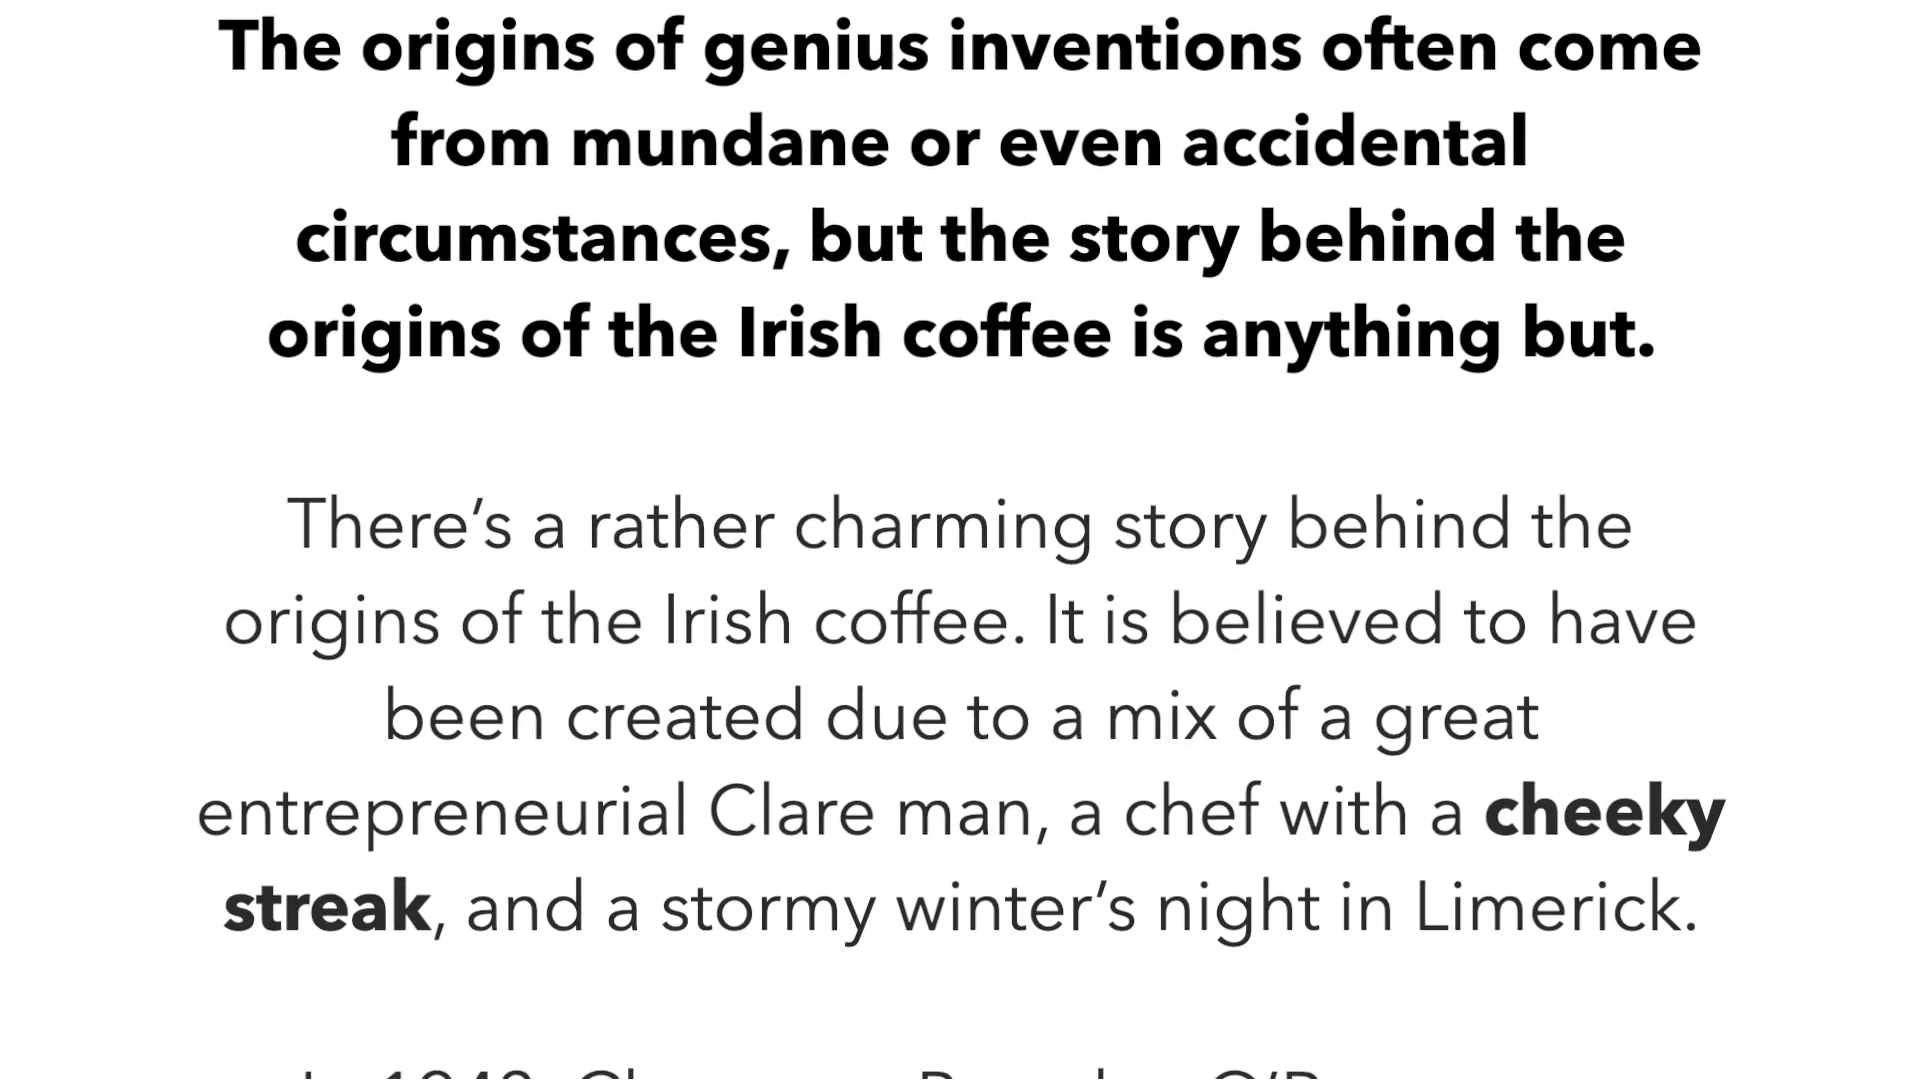 The origins of genius inventions often come
from mundane or even accidental
circumstances, but the story behind the
origins of the Irish coffee is anything but.
There’s a rather charming story behind the
origins of the Irish coffee. It is believed to have
been created due to a mix of a great
entrepreneurial Clare man, a chef with a cheeky
streak, and a stormy winter’s night in Limerick.